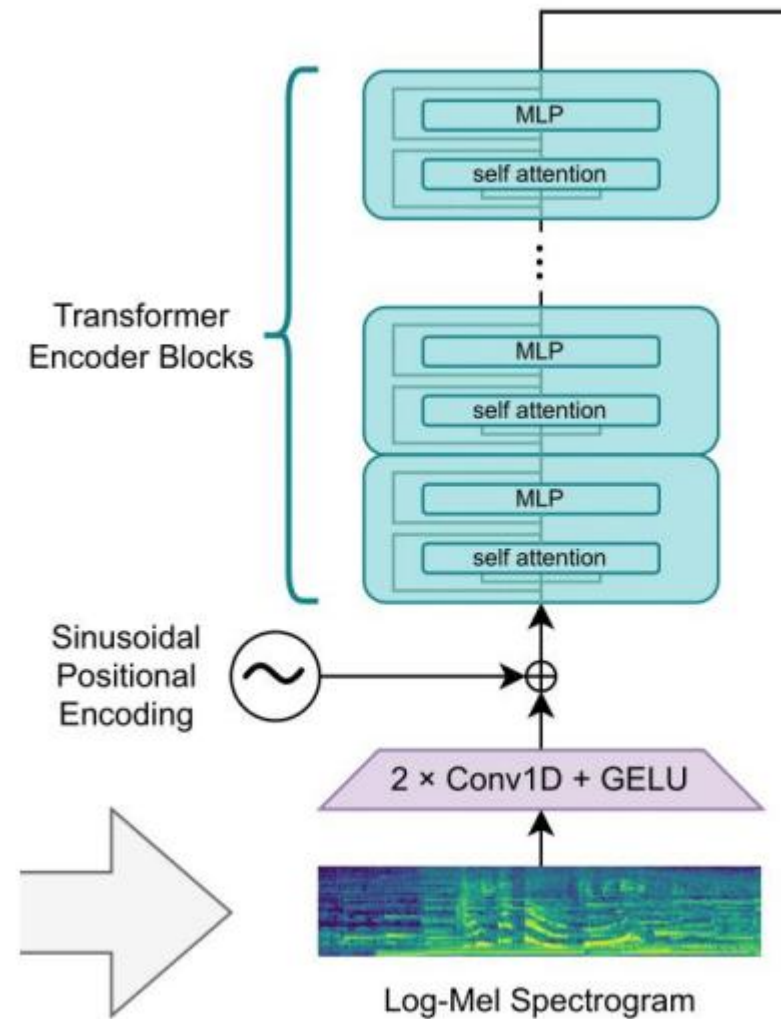 MLP
self attention
Transformer
Encoder Blocks
MLP
self attention
MLP
self attention
Sinusoidal
Positional
Encoding
2 × Conv1D + GELU
Log-Mel Spectrogram